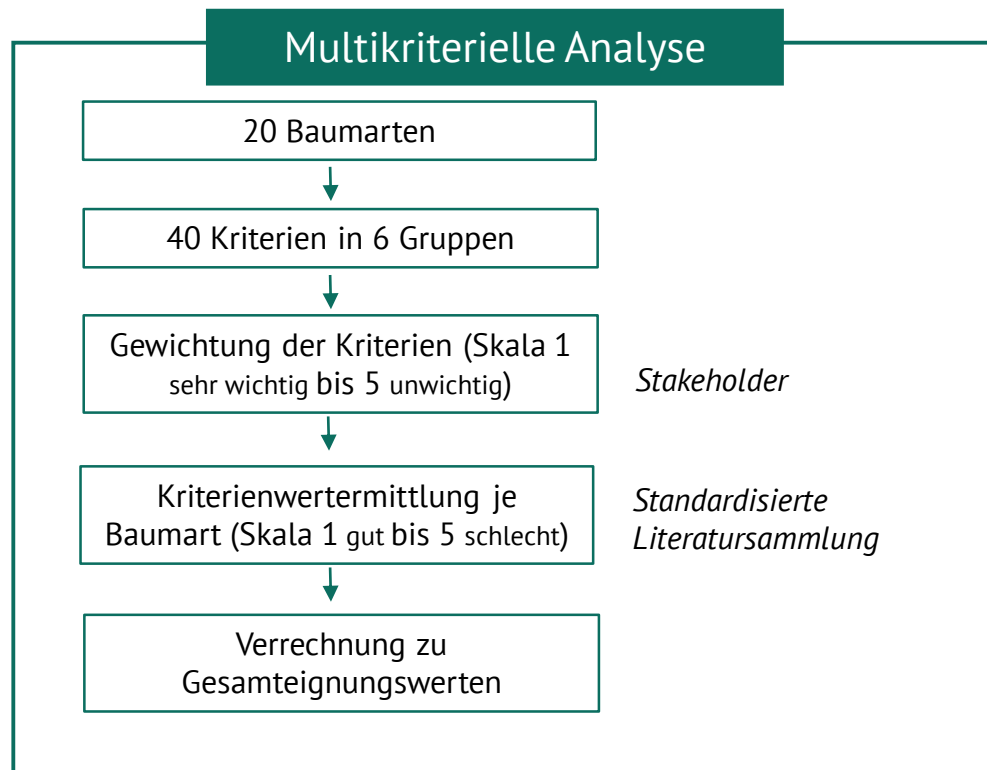 Multikriterielle Analyse
20 Baumarten
40 Kriterien in 6 Gruppen
Gewichtung der Kriterien (Skala 1
sehr wichtig bis 5 unwichtig)
Stakeholder
Kriterienwertermittlung je
Baumart (Skala 1 gut bis 5 schlecht)
Standardisierte
Literatursammlung
Verrechnung zu
Gesamteignungswerten